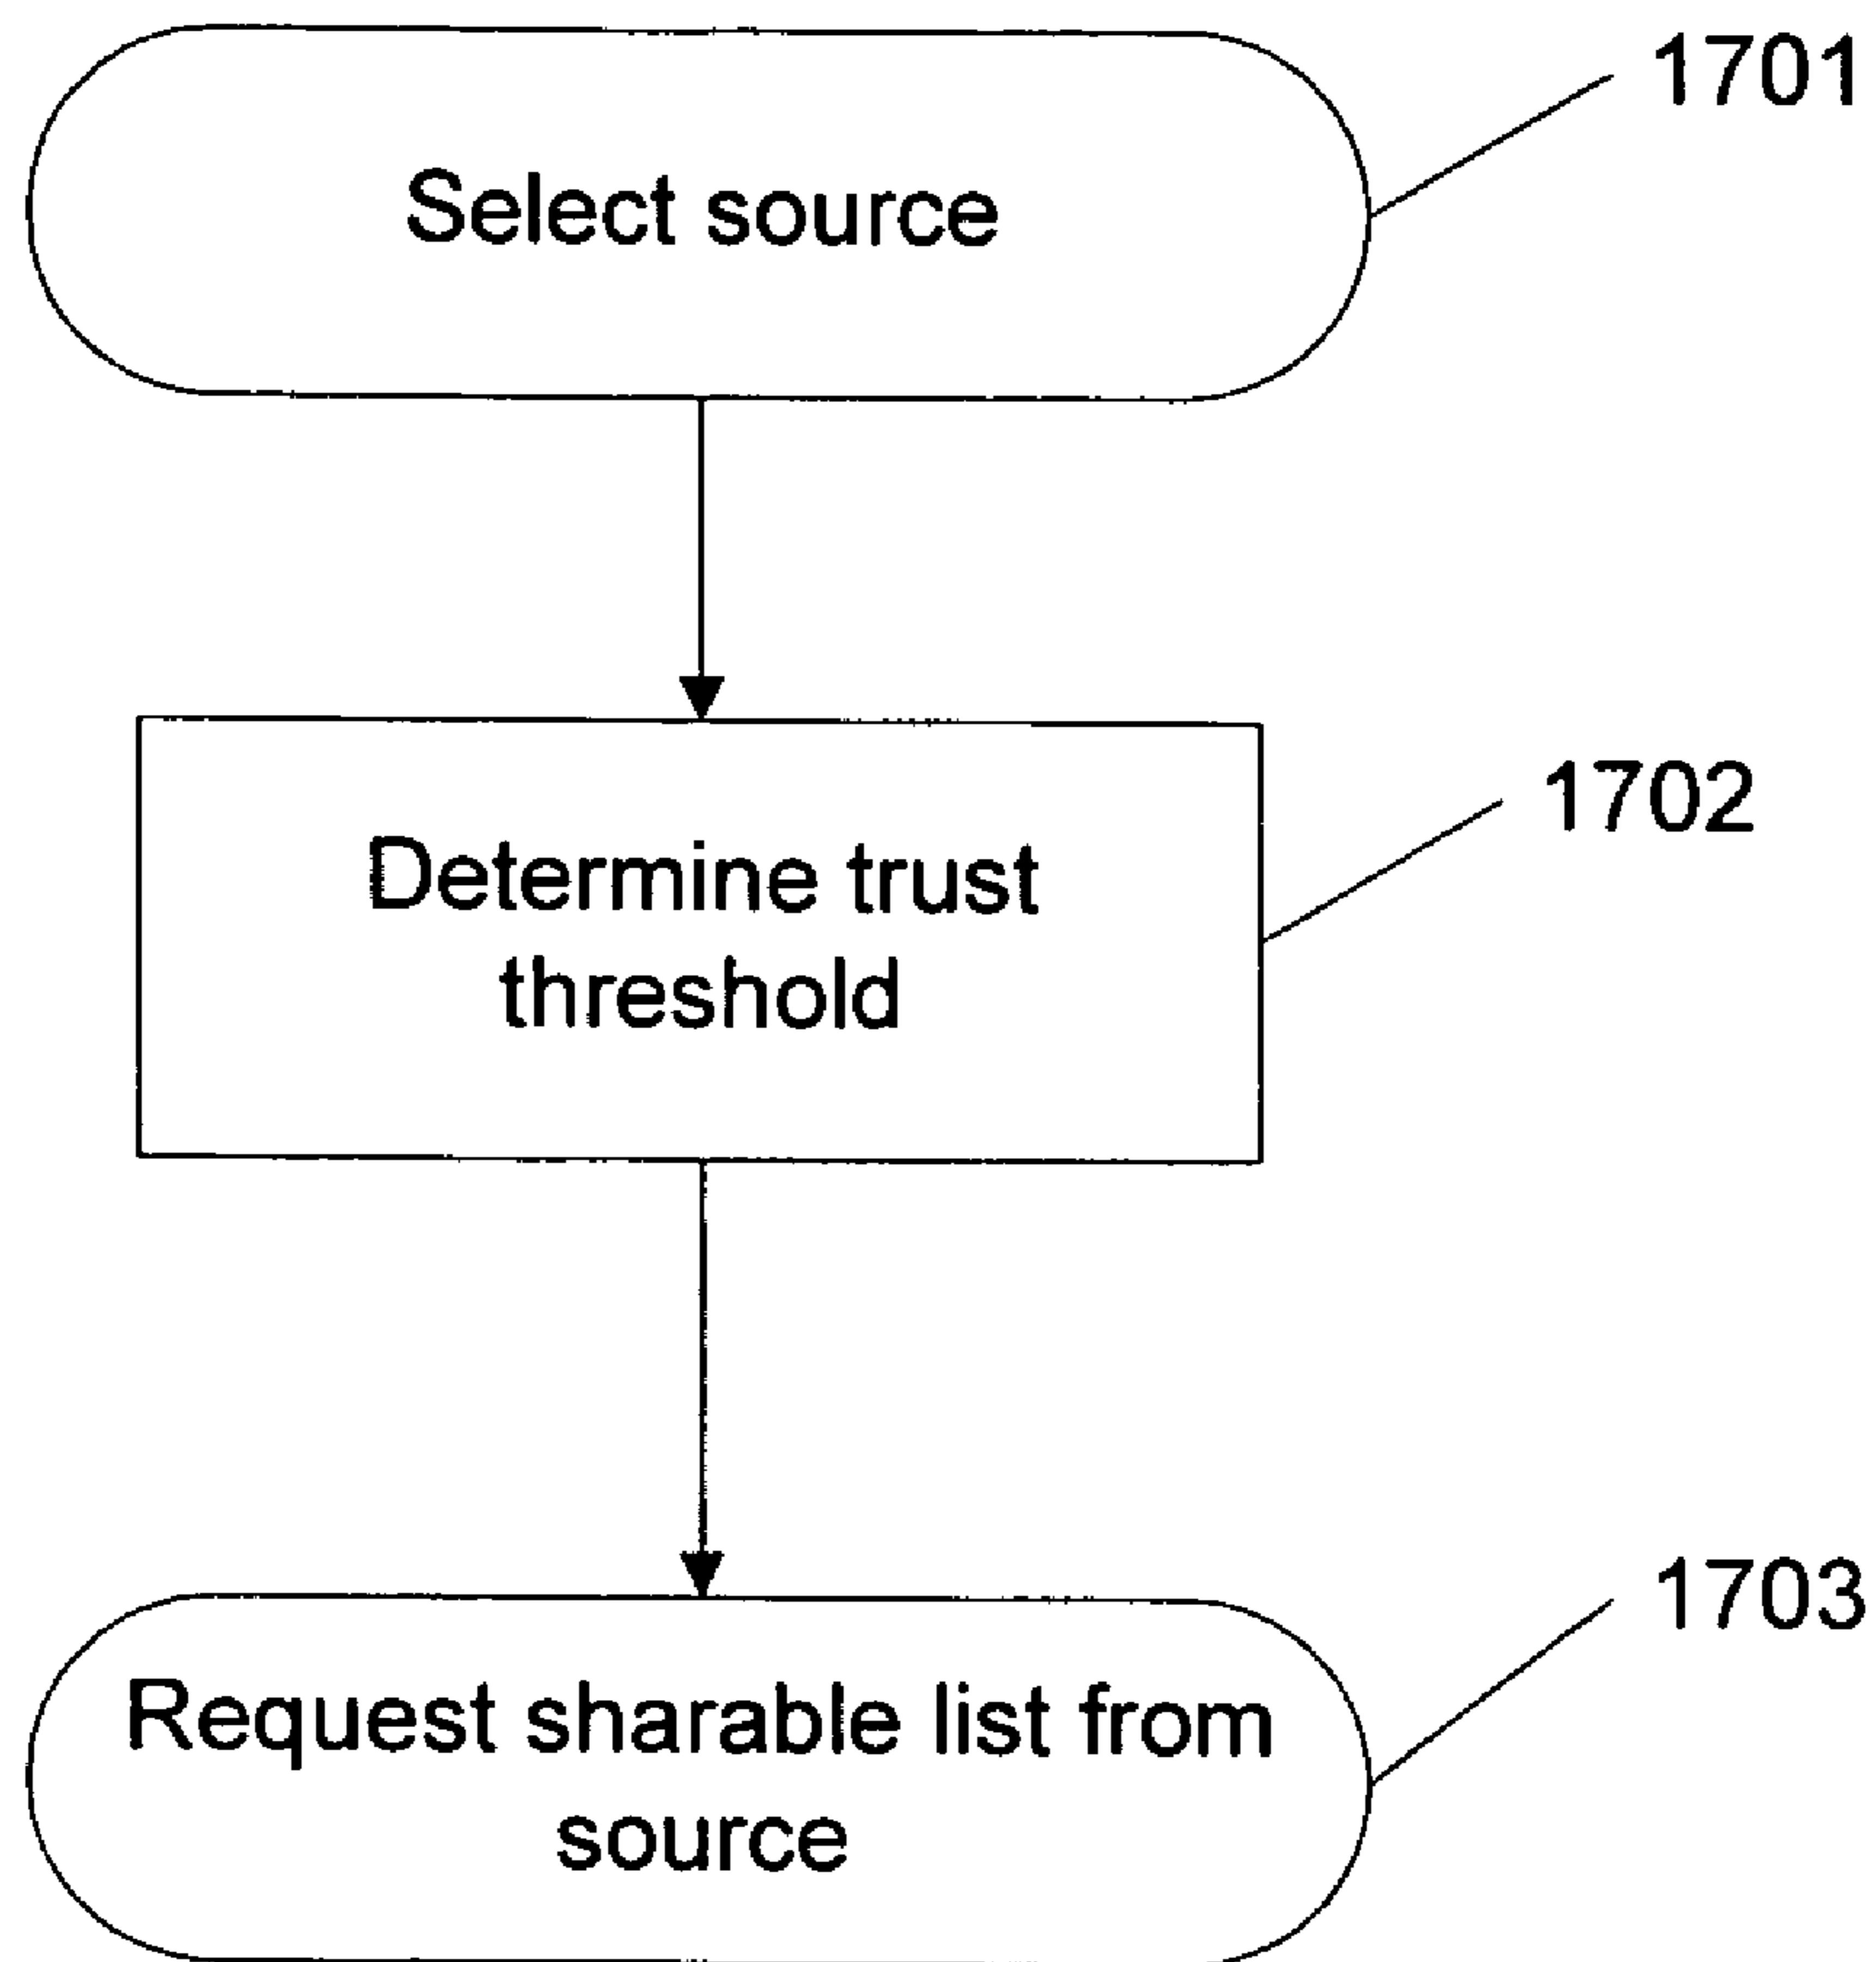 1701
Select source
1702
Determine trust
threshold
1703
Request sharable list from
source